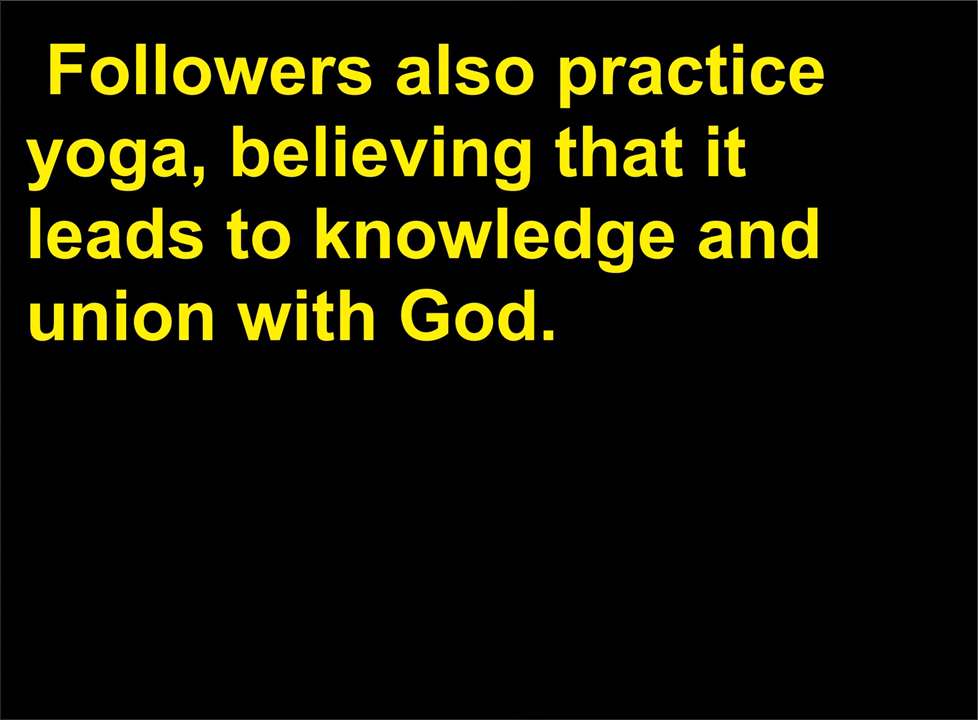 Followers also practice
yoga, believing that it
leads to knowledge and
union with God.